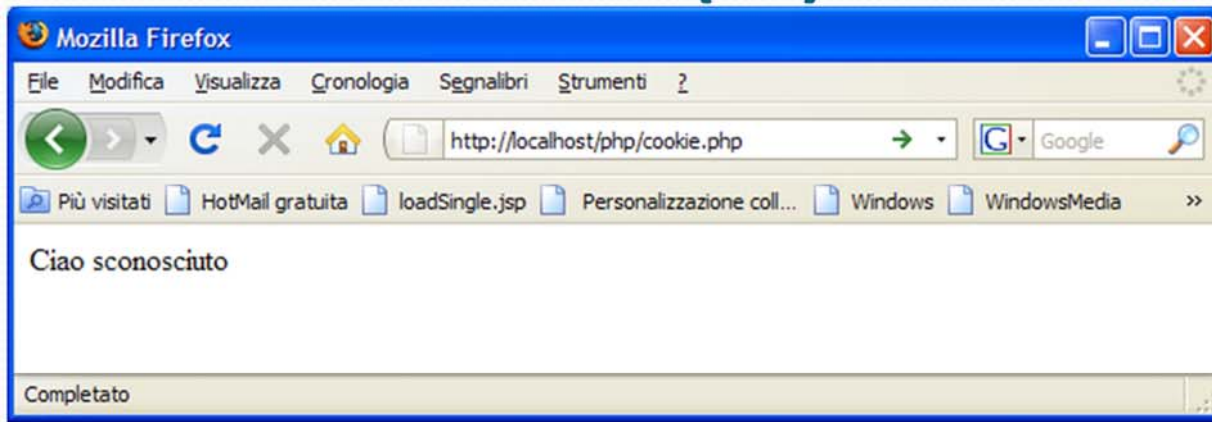 Mozilla Firefox
File Modifica Visualizza Cronologia Segnalibri Strumenti ?
http://localhost/php/cookie.php G Google
Più visitati HotMail gratuita loadSingle.jsp Personalizzazione coll... Windows WindowsMedia »
Ciao sconosciuto
Completato